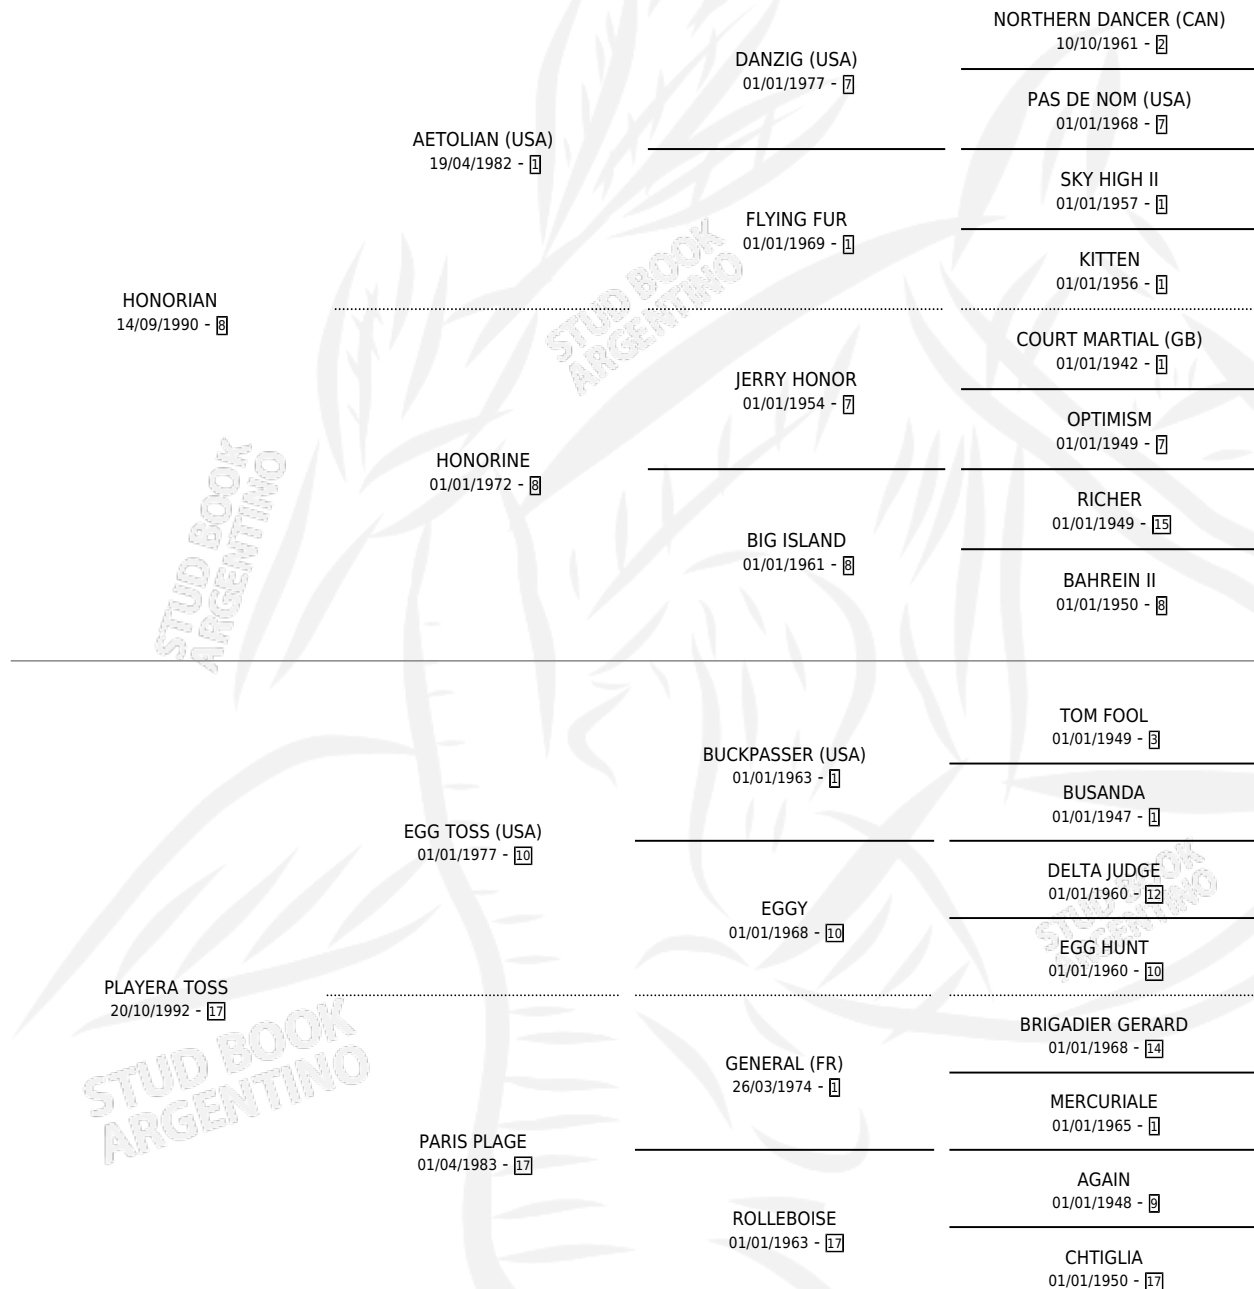 NORTHERN DANCER (CAN)
10/10/1961 - 2
DANZIG (USA)
01/01/1977 - 7
PAS DE NOM (USA)
01/01/1968 - 7
AETOLIAN (USA)
19/04/1982 - 1
SKY HIGH II
01/01/1957 - 1
FLYING FUR
01/01/1969 - 1
KITTEN
01/01/1956 - 1
HONORIAN
14/09/1990 - 8
COURT MARTIAL (GB)
01/01/1942 - 1
JERRY HONOR
01/01/1954 - 7
OPTIMISM
01/01/1949 - 7
HONORINE
01/01/1972 - 8
RICHER
01/01/1949 - 15
BIG ISLAND
01/01/1961 - 8
BAHREIN II
01/01/1950 - 8
TOM FOOL
01/01/1949 - 3
BUCKPASSER (USA)
01/01/1963 - 1
BUSANDA
01/01/1947 - 1
EGG TOSS (USA)
01/01/1977 - 10
DELTA JUDGE
01/01/1960 - 12
EGGY
01/01/1968 - 10
EGG HUNT
01/01/1960 - 10
PLAYERA TOSS
20/10/1992 - 17
BRIGADIER GERARD
01/01/1968 - 14
GENERAL (FR)
26/03/1974 - 1
MERCURIALE
01/01/1965 - 1
PARIS PLAGE
01/04/1983 - 17
AGAIN
01/01/1948 - 9
ROLLEBOISE
01/01/1963 - 17
CHTIGLIA
01/01/1950 - 17
STUD BOOK
ARGENTINO
STUD BOOK
ARGENTINO
STUD BOOK
ARGENTINO
STUD BOOK
ARGENTINO